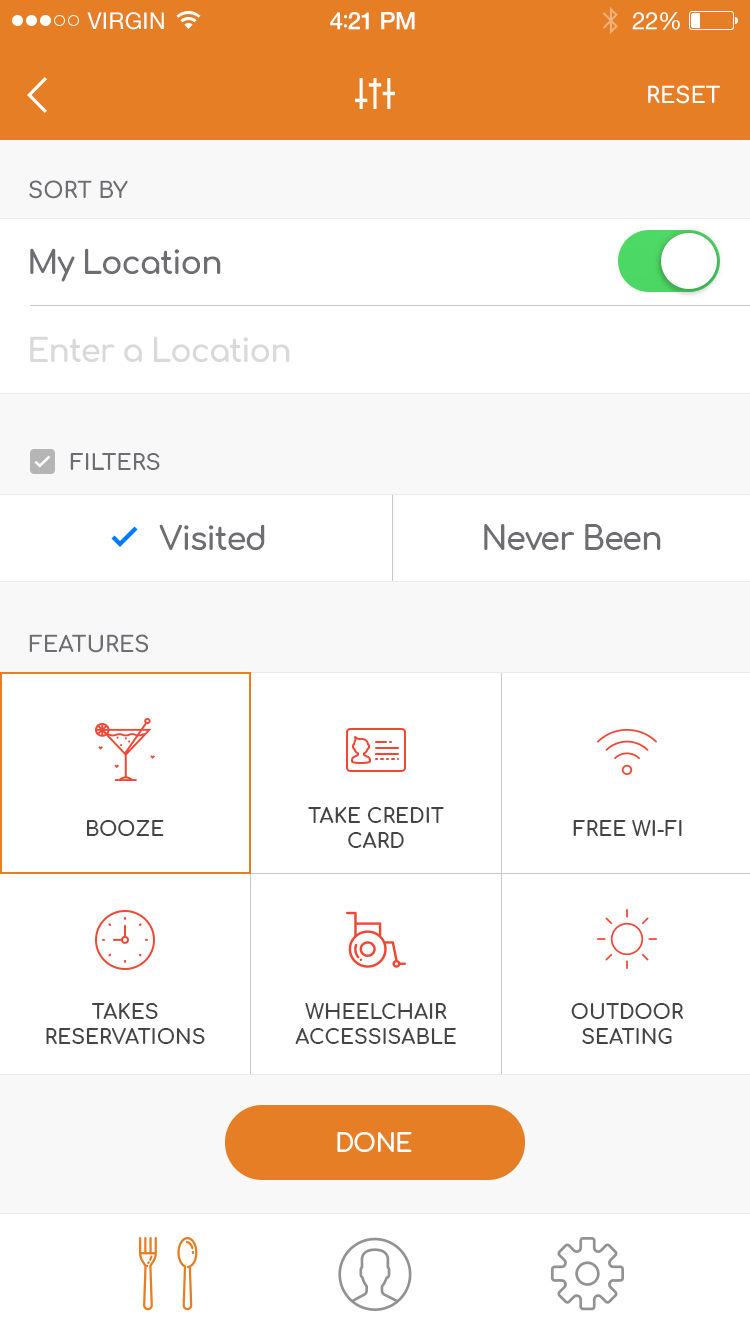 VIRGIN 4:21 PM 22%
RESET
SORT BY
My Location
Enter a Location
FILTERS
Visited Never Been
FEATURES
BOOZE
TAKE CREDIT
CARD
FREE WI-FI
TAKES
RESERVATIONS
WHEELCHAIR
ACCESSISABLE
OUTDOOR
SEATING
DONE